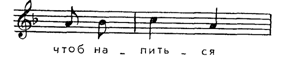 чтоб на _ пить _ ся